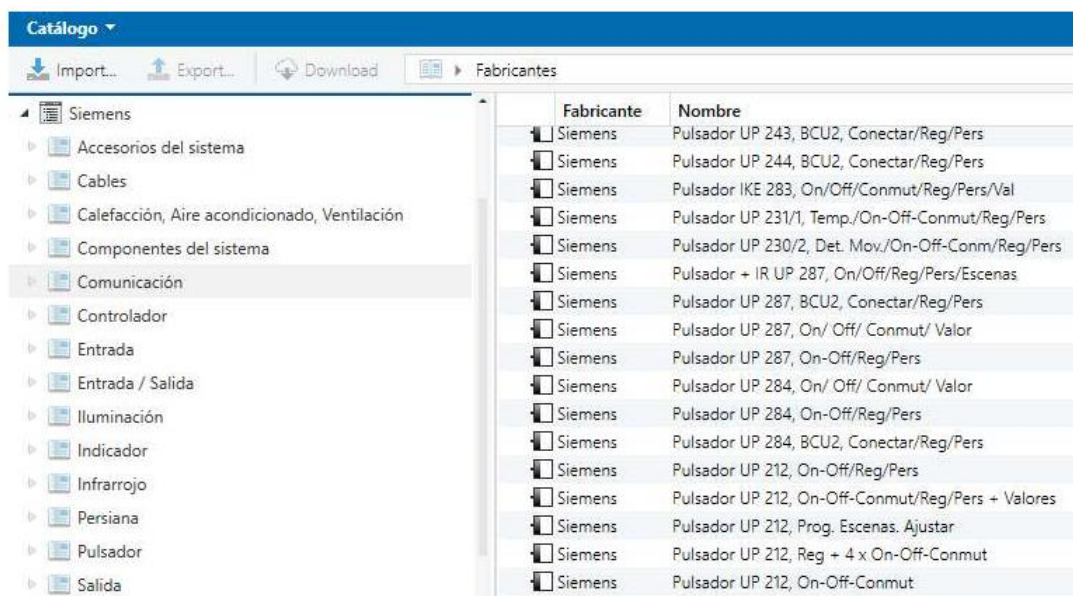 Catálogo
Import... Export... Download Fabricantes
Siemens
Accesorios del sistema
Cables
Calefacción, Aire acondicionado, Ventilación
Componentes del sistema
Comunicación
Controlador
Entrada
Entrada / Salida
Iluminación
Indicador
Infrarrojo
Persiana
Pulsador
Salida
Fabricante Nombre
Siemens Pulsador UP 243, BCU2, Conectar/Reg/Pers
Siemens Pulsador UP 244, BCU2, Conectar/Reg/Pers
Siemens Pulsador IKE 283, On/Off/Conmut/Reg/Pers/Val
Siemens Pulsador UP 231/1, Temp./On-Off-Conmut/Reg/Pers
Siemens Pulsador UP 230/2, Det. Mov./On-Off-Conm/Reg/Pers
Siemens Pulsador + IR UP 287, On/Off/Reg/Pers/Escenas
Siemens Pulsador UP 287, BCU2, Conectar/Reg/Pers
Siemens Pulsador UP 287, On/ Off/ Conmut/ Valor
Siemens Pulsador UP 287, On-Off/Reg/Pers
Siemens Pulsador UP 284, On/ Off/ Conmut/ Valor
Siemens Pulsador UP 284, On-Off/Reg/Pers
Siemens Pulsador UP 284, BCU2, Conectar/Reg/Pers
Siemens Pulsador UP 212, On-Off/Reg/Pers
Siemens Pulsador UP 212, On-Off-Conmut/Reg/Pers + Valores
Siemens Pulsador UP 212, Prog. Escenas. Ajustar
Siemens Pulsador UP 212, Reg + 4 x On-Off-Conmut
Siemens Pulsador UP 212, On-Off-Conmut